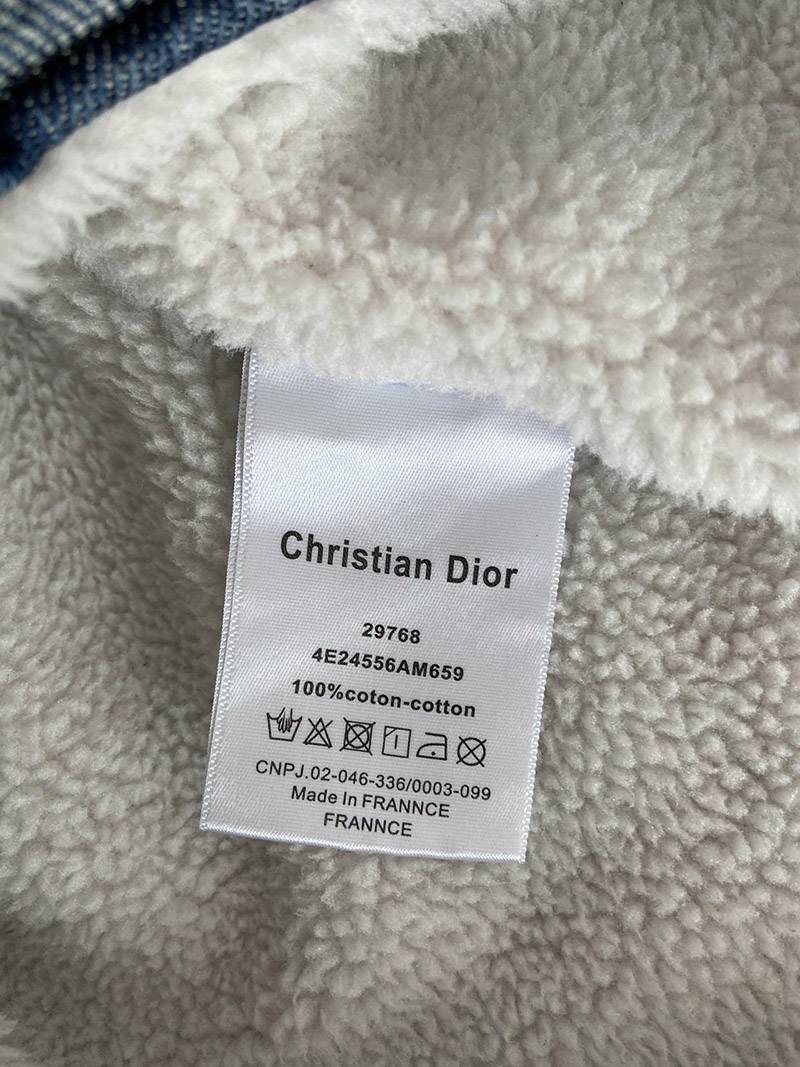 Christian Dior
29768
4E24556AM659
100%coton-cotton
CNPJ.02-046-336/0003-099
Made In FRANNCE
FRANNCE